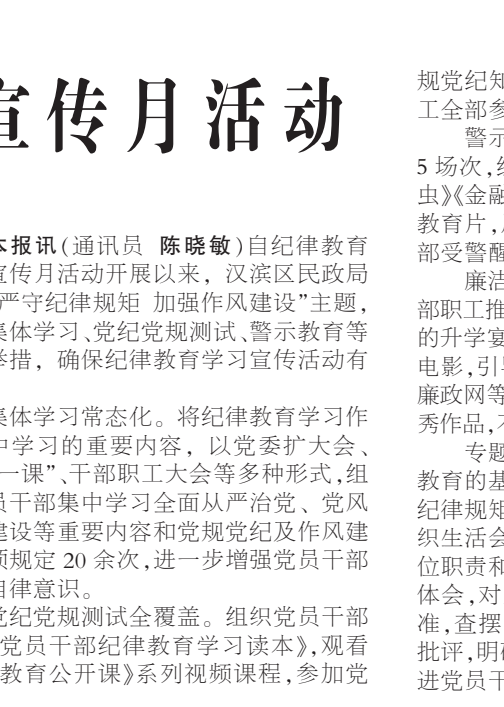 宣传月活动
本报讯(通讯员 陈晓敏)自纪律教育
宣传月活动开展以来，汉滨区民政局
“严守纪律规矩 加强作风建设”主题，
集体学习、党纪党规测试、警示教育等
举措，确保纪律教育学习宣传活动有
集体学习常态化。将纪律教育学习作
中学习的重要内容，以党委扩大会、
一课”、干部职工大会等多种形式，组
员干部集中学习全面从严治党、党风
建设等重要内容和党规党纪及作风建
项规定 20 余次，进一步增强党员干部
自律意识。
党纪党规测试全覆盖。组织党员干部
党员干部纪律教育学习读本》，观看
教育公开课》系列视频课程，参加党
规党纪知
工全部参
警示
5 场次，组
虫》《金融
教育片，
部受警醒
廉洁
部职工推
的升学宴
电影，引导
廉政网等
秀作品，不
专题
教育的基
纪律规矩
织生活会
位职责和
体会，对
准，查摆
批评，明确
进党员干